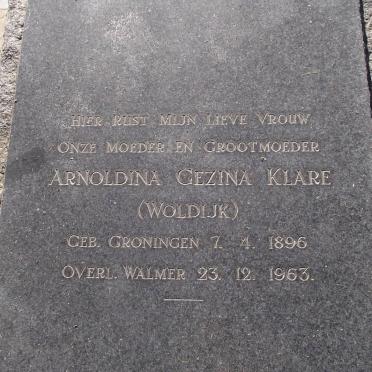 Hier rust mijn lieve vrouw
onze moeder en grootmoeder
Arnoldina Gezina Klare
(Woldijk)
Geb. Groningen 7. 4. 1896
Overl. Walmer 23. 12. 1963.